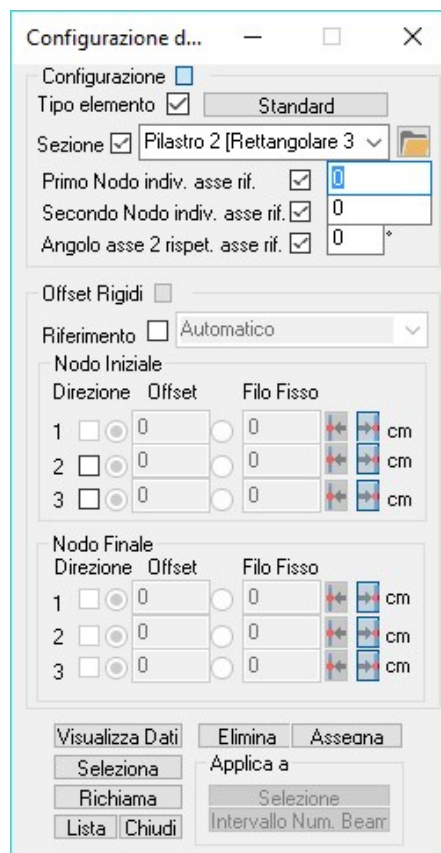 Configurazione d...
Configurazione
Tipo elemento Standard
Sezione Pilastro 2 [Rettangolare 3
Primo Nodo indiv. asse rif. 0
Secondo Nodo indiv. asse rif. 0
Angolo asse 2 rispet. asse rif. 0 °
Offset Rigidi
Riferimento Automatico
Nodo Iniziale
Direzione Offset Filo Fisso
1 0 0 cm
2 0 0 cm
3 0 0 cm
Nodo Finale
Direzione Offset Filo Fisso
1 0 0 cm
2 0 0 cm
3 0 0 cm
Visualizza Dati Elimina Assegna
Seleziona Applica a
Richiama Selezione
Lista Chiudi Intervallo Num. Beam